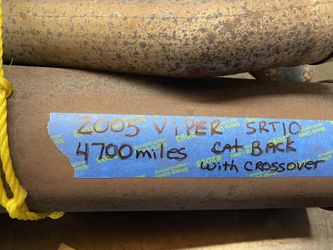 2005 ViPER SRT10
4700 miles CAT BACK
with CROSSOVER